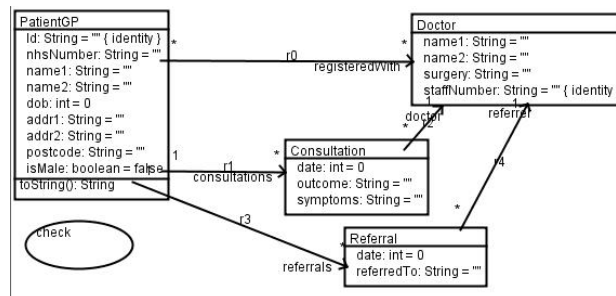 PatientGP
Id: String = "" { identity }
nhsNumber: String = ""
name1: String = ""
name2: String = ""
dob: int = 0
addr1: String = ""
addr2: String = ""
postcode: String = ""
isMale: boolean = false
toString(): String
check
*
r0
*
registeredWith
Doctor
name1: String = ""
name2: String = ""
surgery: String = ""
staffNumber: String = "" { identity
1
doctor
r2
*
1
referrer
r4
*
1
r1
*
consultations
Consultation
date: int = 0
outcome: String = ""
symptoms: String = ""
r3
*
referrals
Referral
date: int = 0
referredTo: String = ""